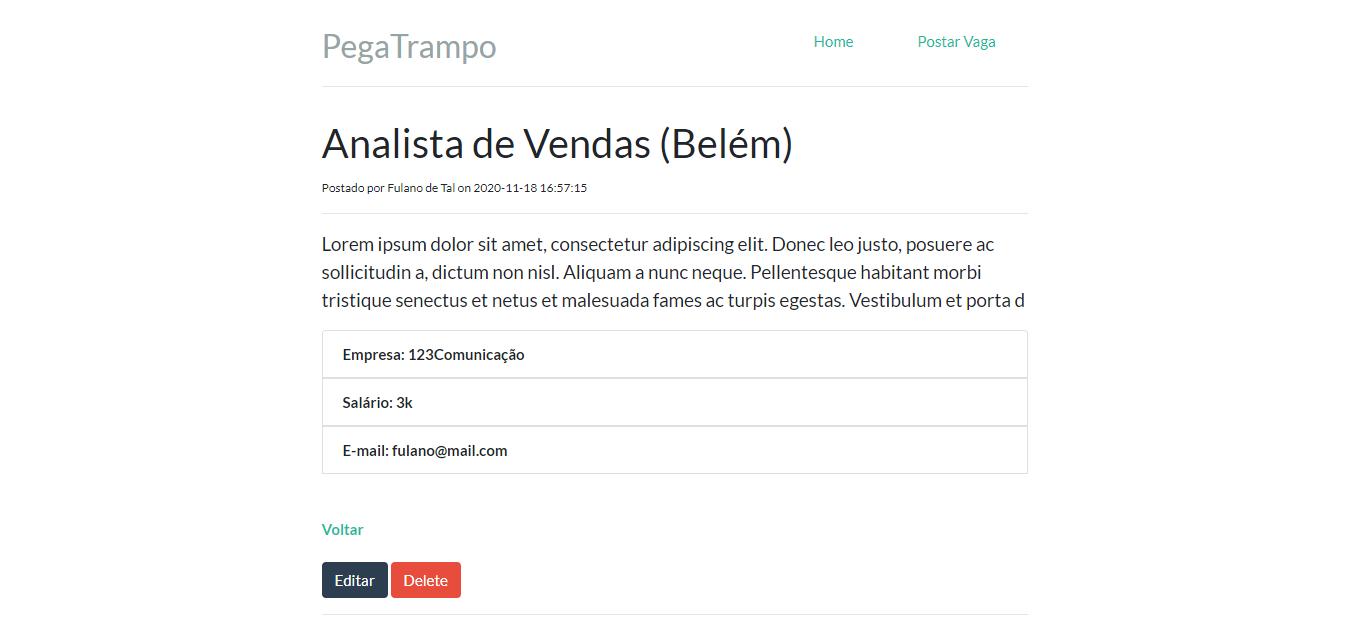 PegaTrampo
Home
Postar Vaga
Analista de Vendas (Belém)
Postado por Fulano de Tal on 2020-11-18 16:57:15
Lorem ipsum dolor sit amet, consectetur adipiscing elit. Donec leo justo, posuere ac
sollicitudin a, dictum non nisl. Aliquam a nunc neque. Pellentesque habitant morbi
tristique senectus et netus et malesuada fames ac turpis egestas. Vestibulum et porta d
Empresa: 123Comunicação
Salário: 3k
E-mail: fulano@mail.com
Voltar
Editar
Delete